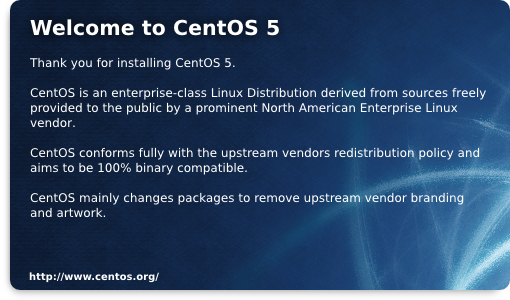 Welcome to CentOS 5
Thank you for installing CentOS 5.
CentOS is an enterprise-class Linux Distribution derived from sources freely
provided to the public by a prominent North American Enterprise Linux
vendor.
CentOS conforms fully with the upstream vendors redistribution policy and
aims to be 100% binary compatible.
CentOS mainly changes packages to remove upstream vendor branding
and artwork.
http://www.centos.org/